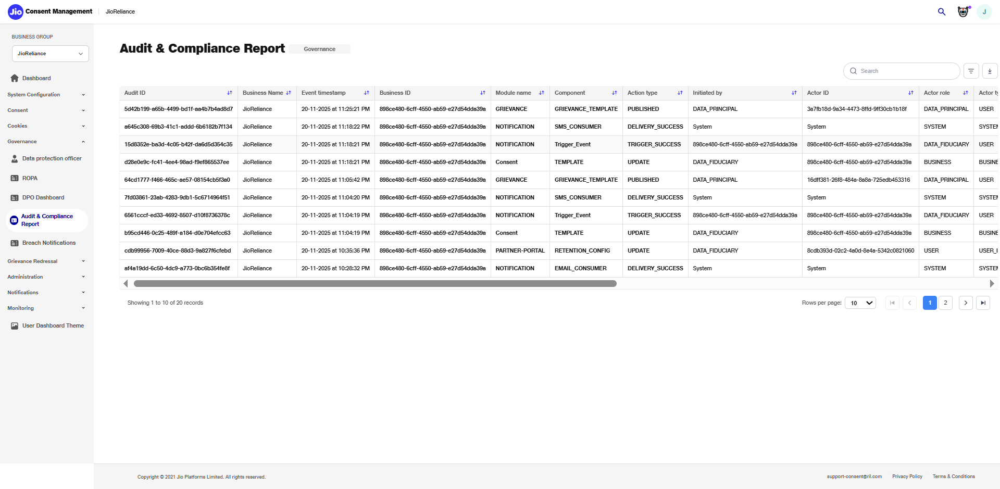 Jio Consent Management JioReliance J
BUSINESS GROUP
JioReliance
Dashboard
System Configuration
Consent
Cookies
Governance
Data protection officer
ROPA
DPO Dashboard
Audit & Compliance
Report
Breach Notifications
Grievance Redressal
Administration
Notifications
Monitoring
User Dashboard Theme
Audit & Compliance Report Governance
Search
Audit ID Business Name Event timestamp Business ID Module name Component Action type Initiated by Actor ID Actor role Actor ty
5d42b199-a65b-4499-bd1f-aa4b7b4ad8d7 JioReliance 20-11-2025 at 11:25:21 PM 898ce480-6cff-4550-ab59-e27d54dda39a GRIEVANCE GRIEVANCE_TEMPLATE PUBLISHED DATA_PRINCIPAL 3a7fb18d-9a34-4473-8ffd-9ff30cb1b18f DATA_PRINCIPAL USER
a645c308-69b3-41c1-addd-6b6182b7f134 JioReliance 20-11-2025 at 11:18:22 PM 898ce480-6cff-4550-ab59-e27d54dda39a NOTIFICATION SMS_CONSUMER DELIVERY_SUCCESS System System SYSTEM SYSTEM
15d8352e-ba3d-4c05-b42f-da6d5d354c35 JioReliance 20-11-2025 at 11:18:21 PM 898ce480-6cff-4550-ab59-e27d54dda39a NOTIFICATION Trigger_Event TRIGGER_SUCCESS 898ce480-6cff-4550-ab59-e27d54dda39a 898ce480-6cff-4550-ab59-e27d54dda39a DATA_FIDUCIARY USER
d28e0e9c-fc41-4ee4-98ad-f9ef865537ee JioReliance 20-11-2025 at 11:18:21 PM 898ce480-6cff-4550-ab59-e27d54dda39a Consent TEMPLATE UPDATE DATA_FIDUCIARY 898ce480-6cff-4550-ab59-e27d54dda39a BUSINESS BUSINE
64cd1777-f466-465c-ae57-08154cb5f3a0 JioReliance 20-11-2025 at 11:05:42 PM 898ce480-6cff-4550-ab59-e27d54dda39a GRIEVANCE GRIEVANCE_TEMPLATE PUBLISHED DATA_PRINCIPAL 16dff381-26f8-484a-8a8a-725edb453316 DATA_PRINCIPAL USER
7fd03861-23ab-4283-9db1-5c6714964f51 JioReliance 20-11-2025 at 11:04:20 PM 898ce480-6cff-4550-ab59-e27d54dda39a NOTIFICATION SMS_CONSUMER DELIVERY_SUCCESS System System SYSTEM SYSTEM
6561cccf-ed33-4692-8507-d10f8736378c JioReliance 20-11-2025 at 11:04:19 PM 898ce480-6cff-4550-ab59-e27d54dda39a NOTIFICATION Trigger_Event TRIGGER_SUCCESS 898ce480-6cff-4550-ab59-e27d54dda39a 898ce480-6cff-4550-ab59-e27d54dda39a DATA_FIDUCIARY USER
b95cd446-0c25-489f-a184-d0e704efcc63 JioReliance 20-11-2025 at 11:04:19 PM 898ce480-6cff-4550-ab59-e27d54dda39a Consent TEMPLATE UPDATE DATA_FIDUCIARY 898ce480-6cff-4550-ab59-e27d54dda39a BUSINESS BUSINE
cdb99956-7009-40ce-88d3-9a827f6cfebd JioReliance 20-11-2025 at 10:35:36 PM 898ce480-6cff-4550-ab59-e27d54dda39a PARTNER-PORTAL RETENTION_CONFIG UPDATE DATA_FIDUCIARY 8cdb393d-02c2-4a0d-8e4a-5342c0821060 USER USER_I
af4a19dd-6c50-4dc9-a773-0bc6b354fe8f JioReliance 20-11-2025 at 10:28:32 PM 898ce480-6cff-4550-ab59-e27d54dda39a NOTIFICATION EMAIL_CONSUMER DELIVERY_SUCCESS System System SYSTEM SYSTEM
Showing 1 to 10 of 20 records Rows per page: 10 1 2
Copyright © 2021 Jio Platforms Limited. All rights reserved. support-consent@ril.com Privacy Policy Terms & Conditions